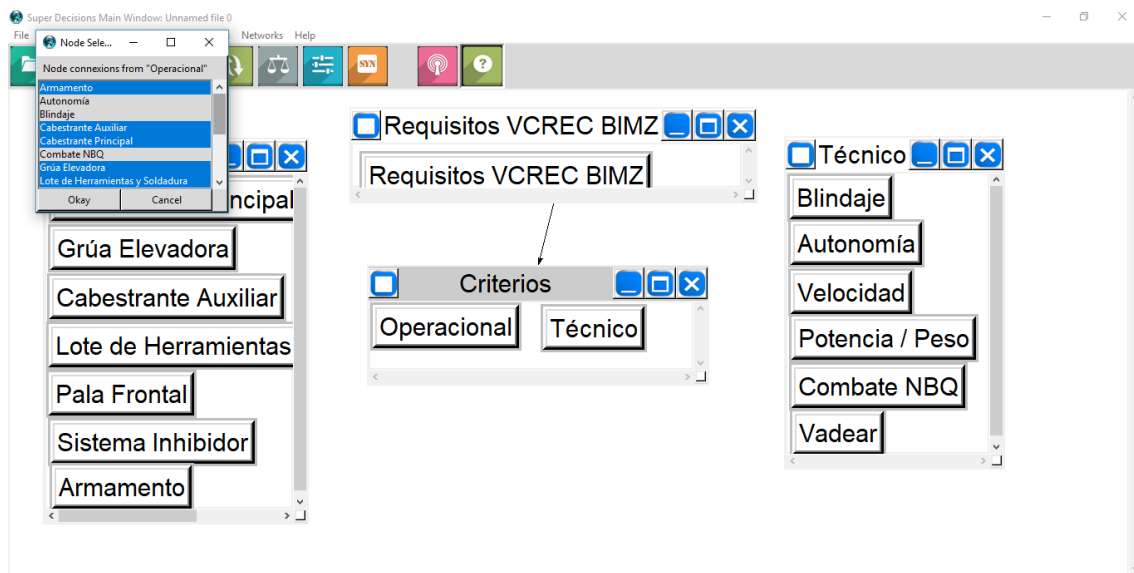 Super Decisions Main Window: Unnamed file 0
File
Networks
Help
Node Sele...
Node connexions from "Operacional"
Armamento
Autonomía
Blindaje
Cabestrante Auxiliar
Cabestrante Principal
Combate NBQ
Grúa Elevadora
Lote de Herramientas y Soldadura
Okay
Cancel
SYN
?
ncipal
Grúa Elevadora
Cabestrante Auxiliar
Lote de Herramientas
Pala Frontal
Sistema Inhibidor
Armamento
Requisitos VCREC BIMZ
Requisitos VCREC BIMZ
Criterios
Operacional
Técnico
Técnico
Blindaje
Autonomía
Velocidad
Potencia / Peso
Combate NBQ
Vadear